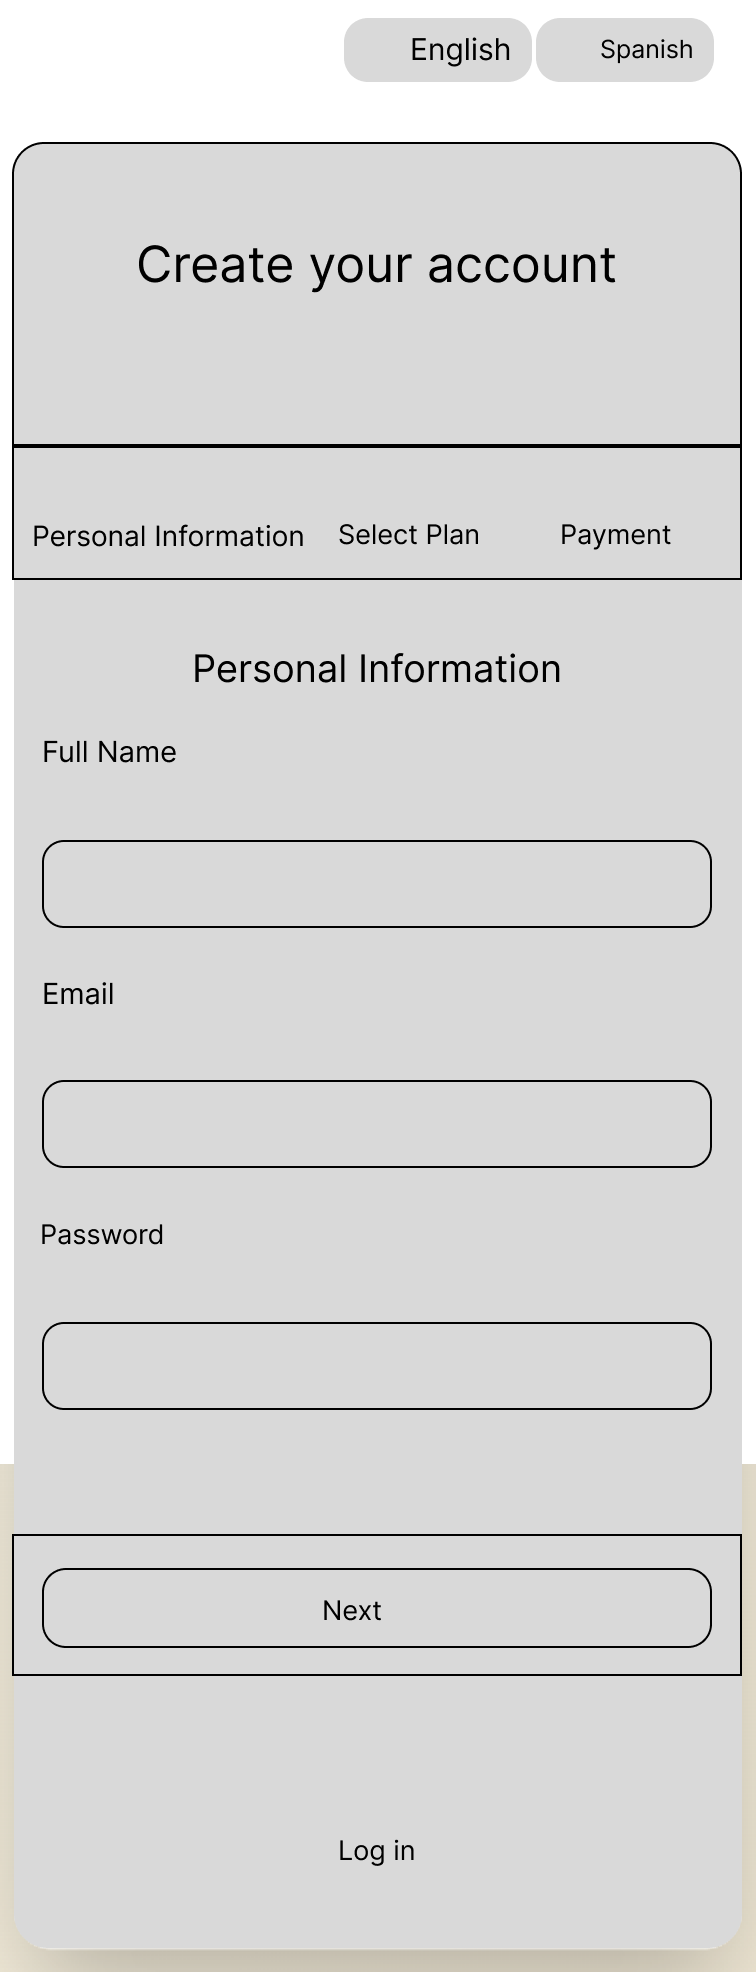 English Spanish
Create your account
Personal Information Select Plan Payment
Personal Information
Full Name
Email
Password
Next
Log in